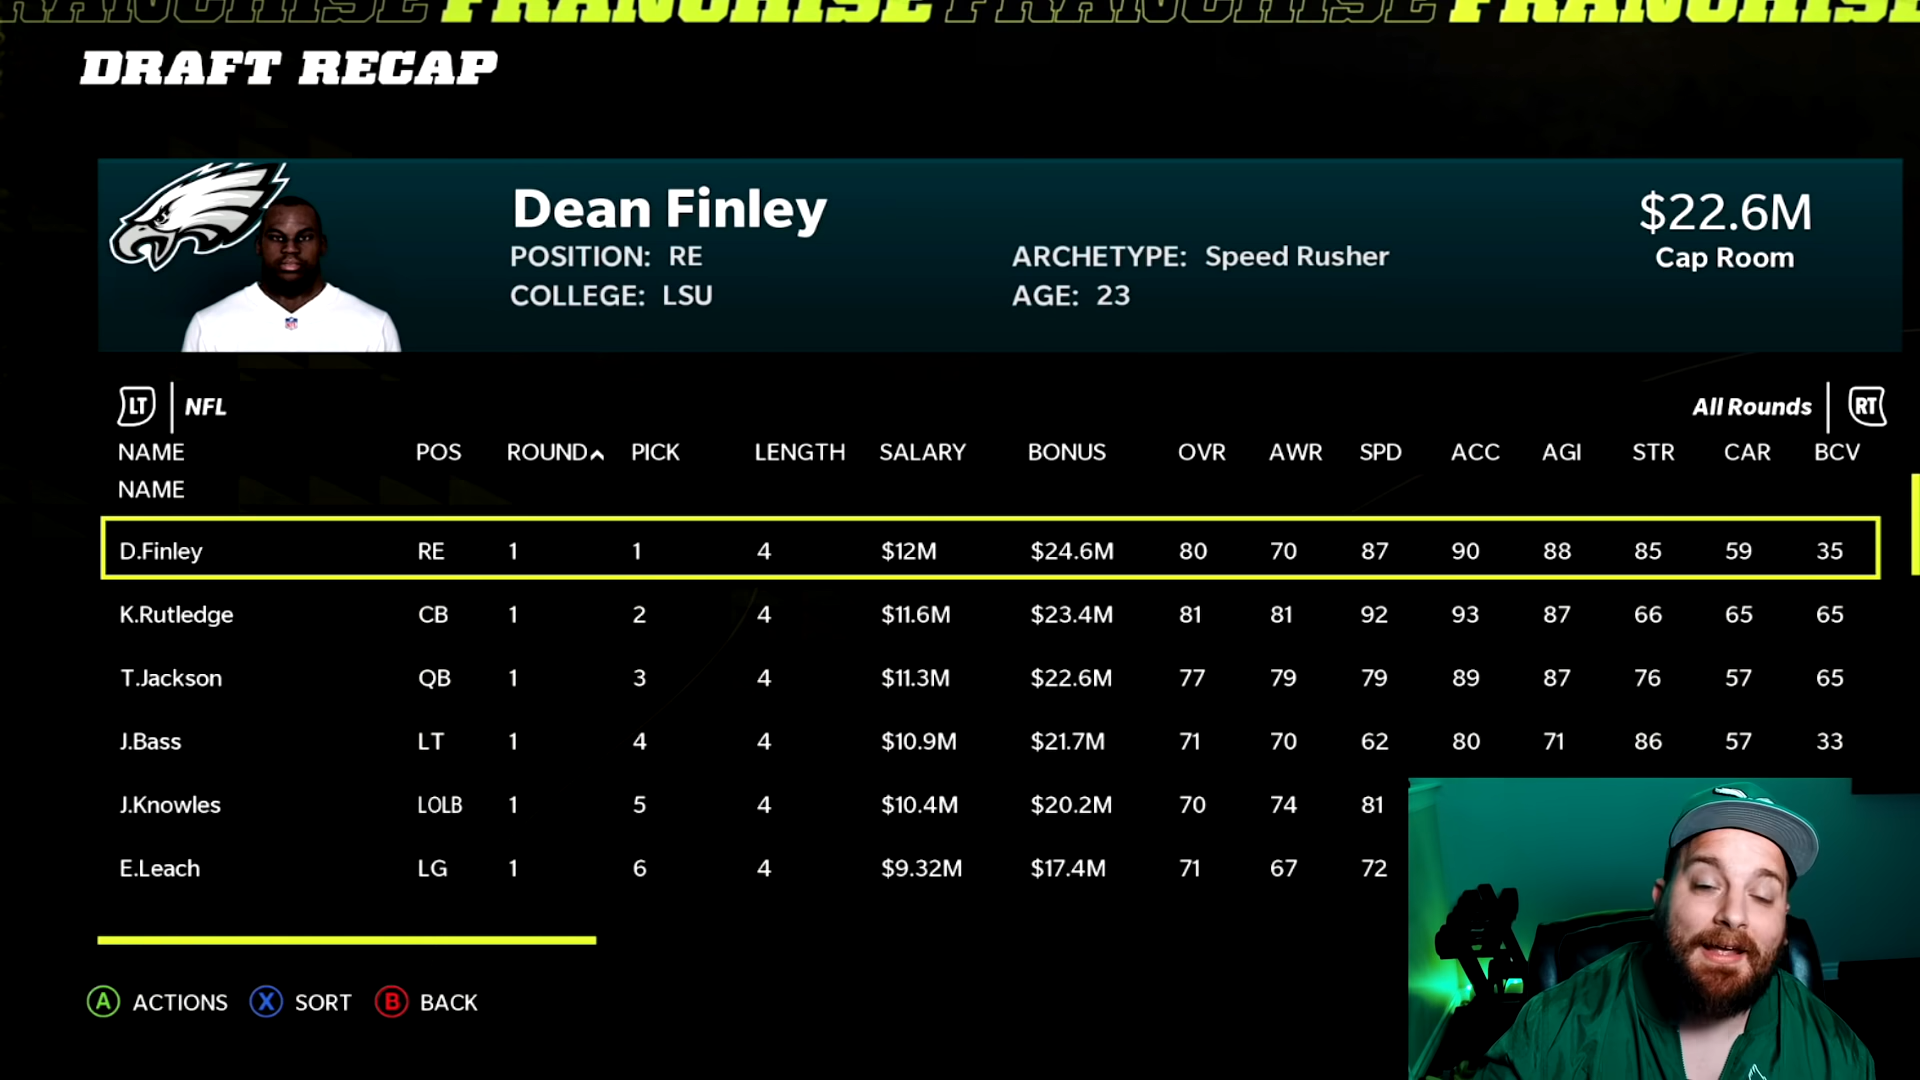 FRANCHISE FRANCHISE FRANCHISE FRANCHISE
DRAFT RECAP
Dean Finley
POSITION: RE
COLLEGE: LSU
ARCHETYPE: Speed Rusher
AGE: 23
$22.6M
Cap Room
LT NFL All Rounds RT
NAME POS ROUND PICK LENGTH SALARY BONUS OVR AWR SPD ACC AGI STR CAR BCV
NAME
D.Finley RE 1 1 4 $12M $24.6M 80 70 87 90 88 85 59 35
K.Rutledge CB 1 2 4 $11.6M $23.4M 81 81 92 93 87 66 65 65
T.Jackson QB 1 3 4 $11.3M $22.6M 77 79 79 89 87 76 57 65
J.Bass LT 1 4 4 $10.9M $21.7M 71 70 62 80 71 86 57 33
J.Knowles LOLB 1 5 4 $10.4M $20.2M 70 74 81
E.Leach LG 1 6 4 $9.32M $17.4M 71 67 72
A ACTIONS X SORT B BACK